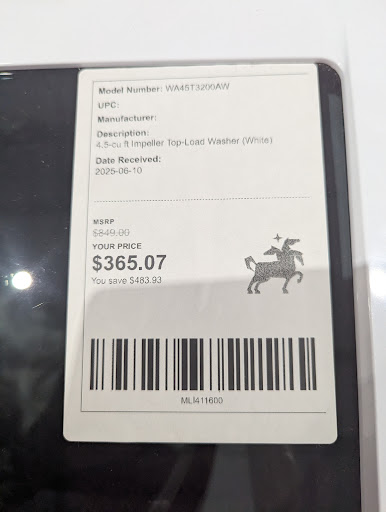 Model Number: WA45T3200AW
UPC:
Manufacturer:
Description:
4.5-cu ft Impeller Top-Load Washer (White)
Date Received:
2025-06-10
MSRP
$849.00
YOUR PRICE
$365.07
You save $483.93
MLI411600